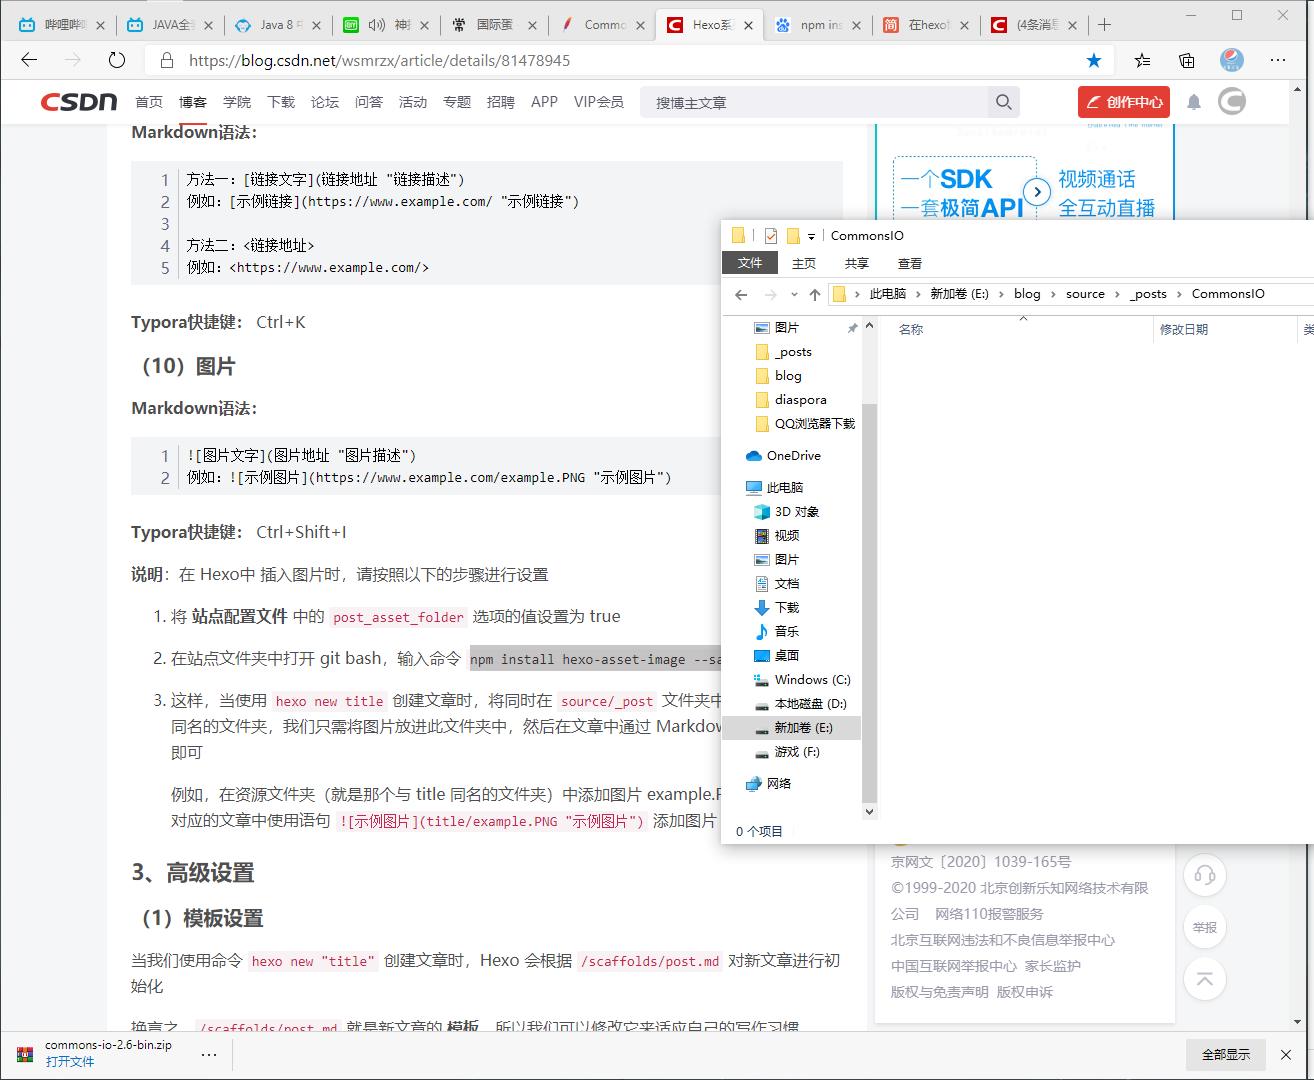 哔哩哔
JAVA全
Java 8
神
国际蛋
Commo
Hexo系
npm ins
在hexo
(4条消息
https://blog.csdn.net/wsmrzx/article/details/81478945
CSDN 首页 博客 学院 下载 论坛 问答 活动 专题 招聘 APP VIP会员 搜博主文章 创作中心
Markdown语法：
1 方法一：[链接文字](链接地址 "链接描述")
2 例如：[示例链接](https://www.example.com/ "示例链接")
3
4 方法二：<链接地址>
5 例如：<https://www.example.com/>
Typora快捷键： Ctrl+K
（10）图片
Markdown语法：
1 ![图片文字](图片地址 "图片描述")
2 例如：![示例图片](https://www.example.com/example.PNG "示例图片")
Typora快捷键： Ctrl+Shift+I
说明：在 Hexo中 插入图片时，请按照以下的步骤进行设置
1. 将 站点配置文件 中的 post_asset_folder 选项的值设置为 true
2. 在站点文件夹中打开 git bash，输入命令 npm install hexo-asset-image --sa
3. 这样，当使用 hexo new title 创建文章时，将同时在 source/_post 文件夹中
同名的文件夹，我们只需将图片放进此文件夹中，然后在文章中通过 Markdow
即可
例如，在资源文件夹（就是那个与 title 同名的文件夹）中添加图片 example.P
对应的文章中使用语句 ![示例图片](title/example.PNG "示例图片") 添加图片
3、高级设置
（1）模板设置
当我们使用命令 hexo new "title" 创建文章时，Hexo 会根据 /scaffolds/post.md 对新文章进行初
始化
换言之，/scaffolds/post.md 就是新文章的 模板，所以我们可以修改它来适应自己的写作习惯
一个SDK
一套极简API
视频通话
全互动直播
CommonsIO
文件 主页 共享 查看
此电脑 新加卷 (E:) blog source _posts CommonsIO
名称 修改日期 类
图片
_posts
blog
diaspora
QQ浏览器下载
OneDrive
此电脑
3D 对象
视频
图片
文档
下载
音乐
桌面
Windows (C:)
本地磁盘 (D:)
新加卷 (E:)
游戏 (F:)
网络
0 个项目
京网文〔2020〕1039-165号
©1999-2020 北京创新乐知网络技术有限
公司 网络110报警服务
北京互联网违法和不良信息举报中心
中国互联网举报中心 家长监护
版权与免责声明 版权申诉
举报
commons-io-2.6-bin.zip
打开文件
全部显示